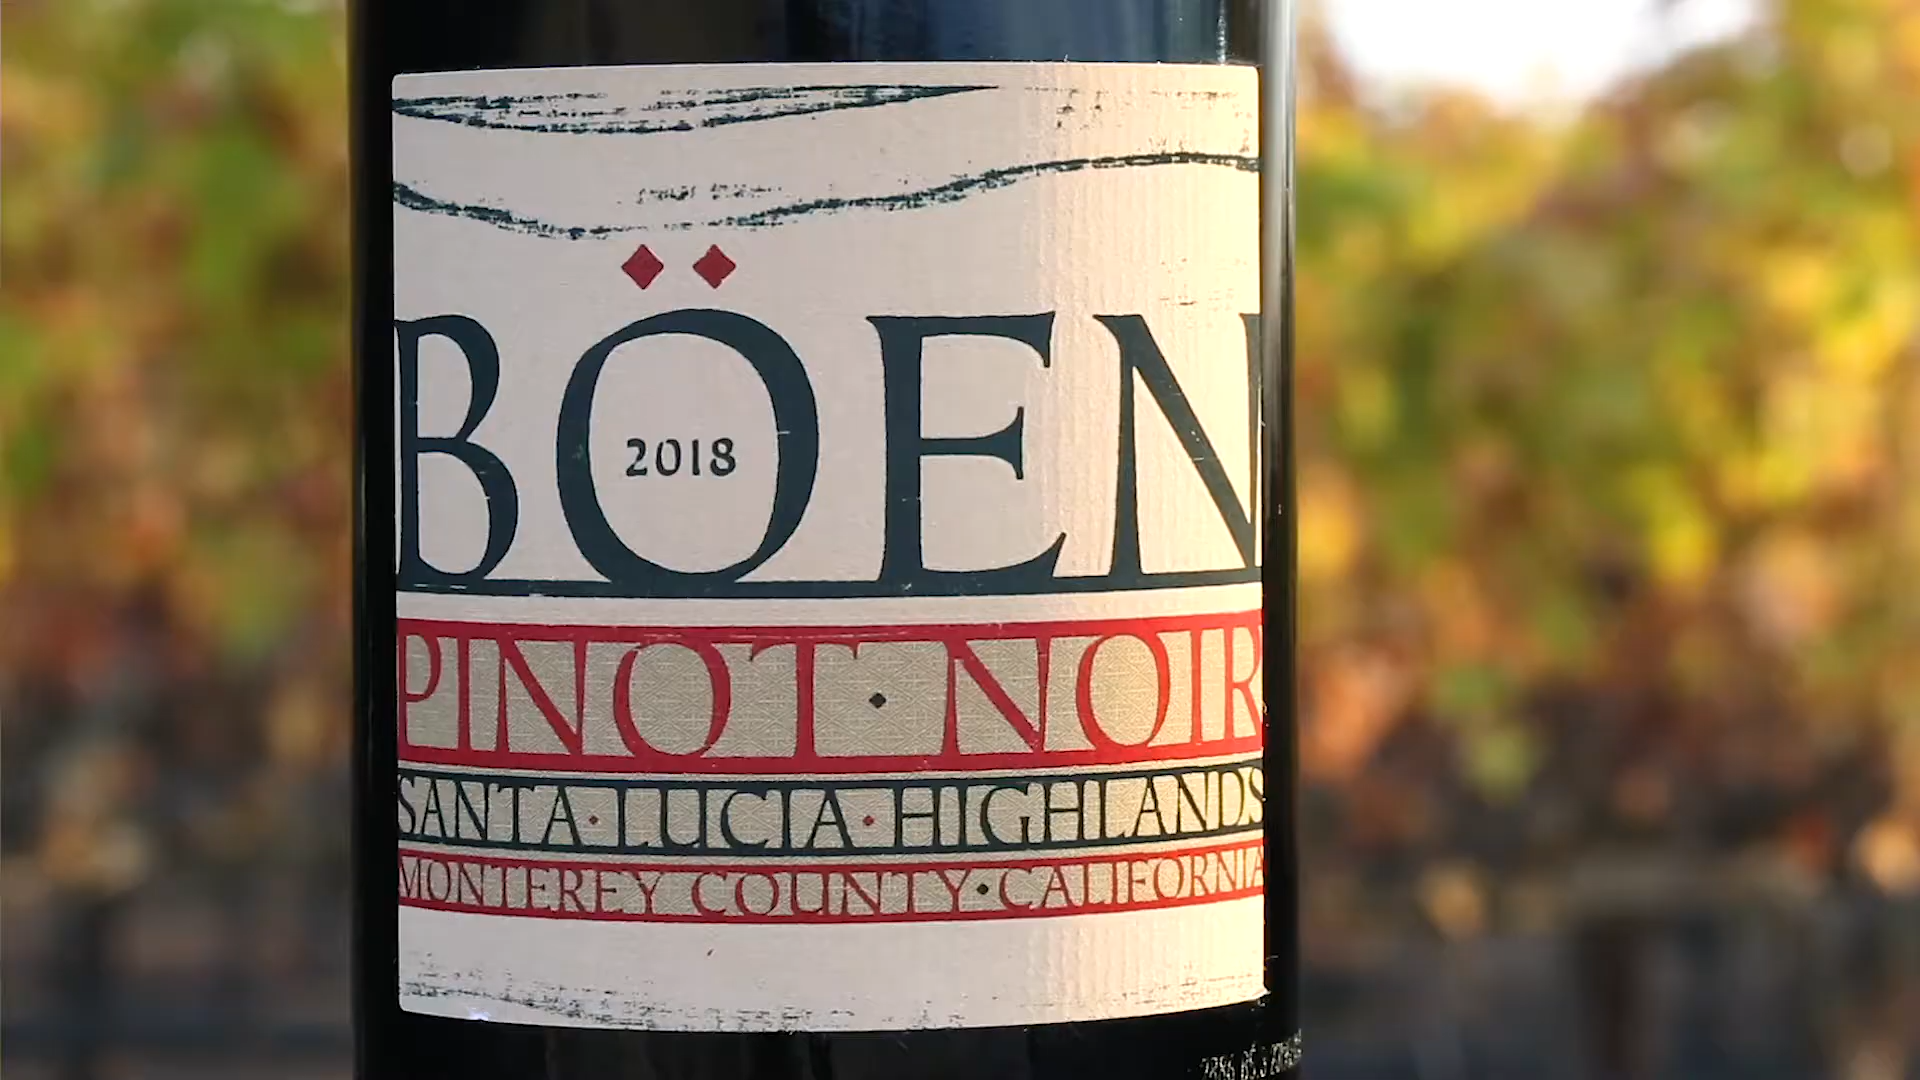 BÖEN
2018
PINOT · NOIR
SANTA · LUCIA · HIGHLANDS
MONTEREY COUNTY · CALIFORNIA